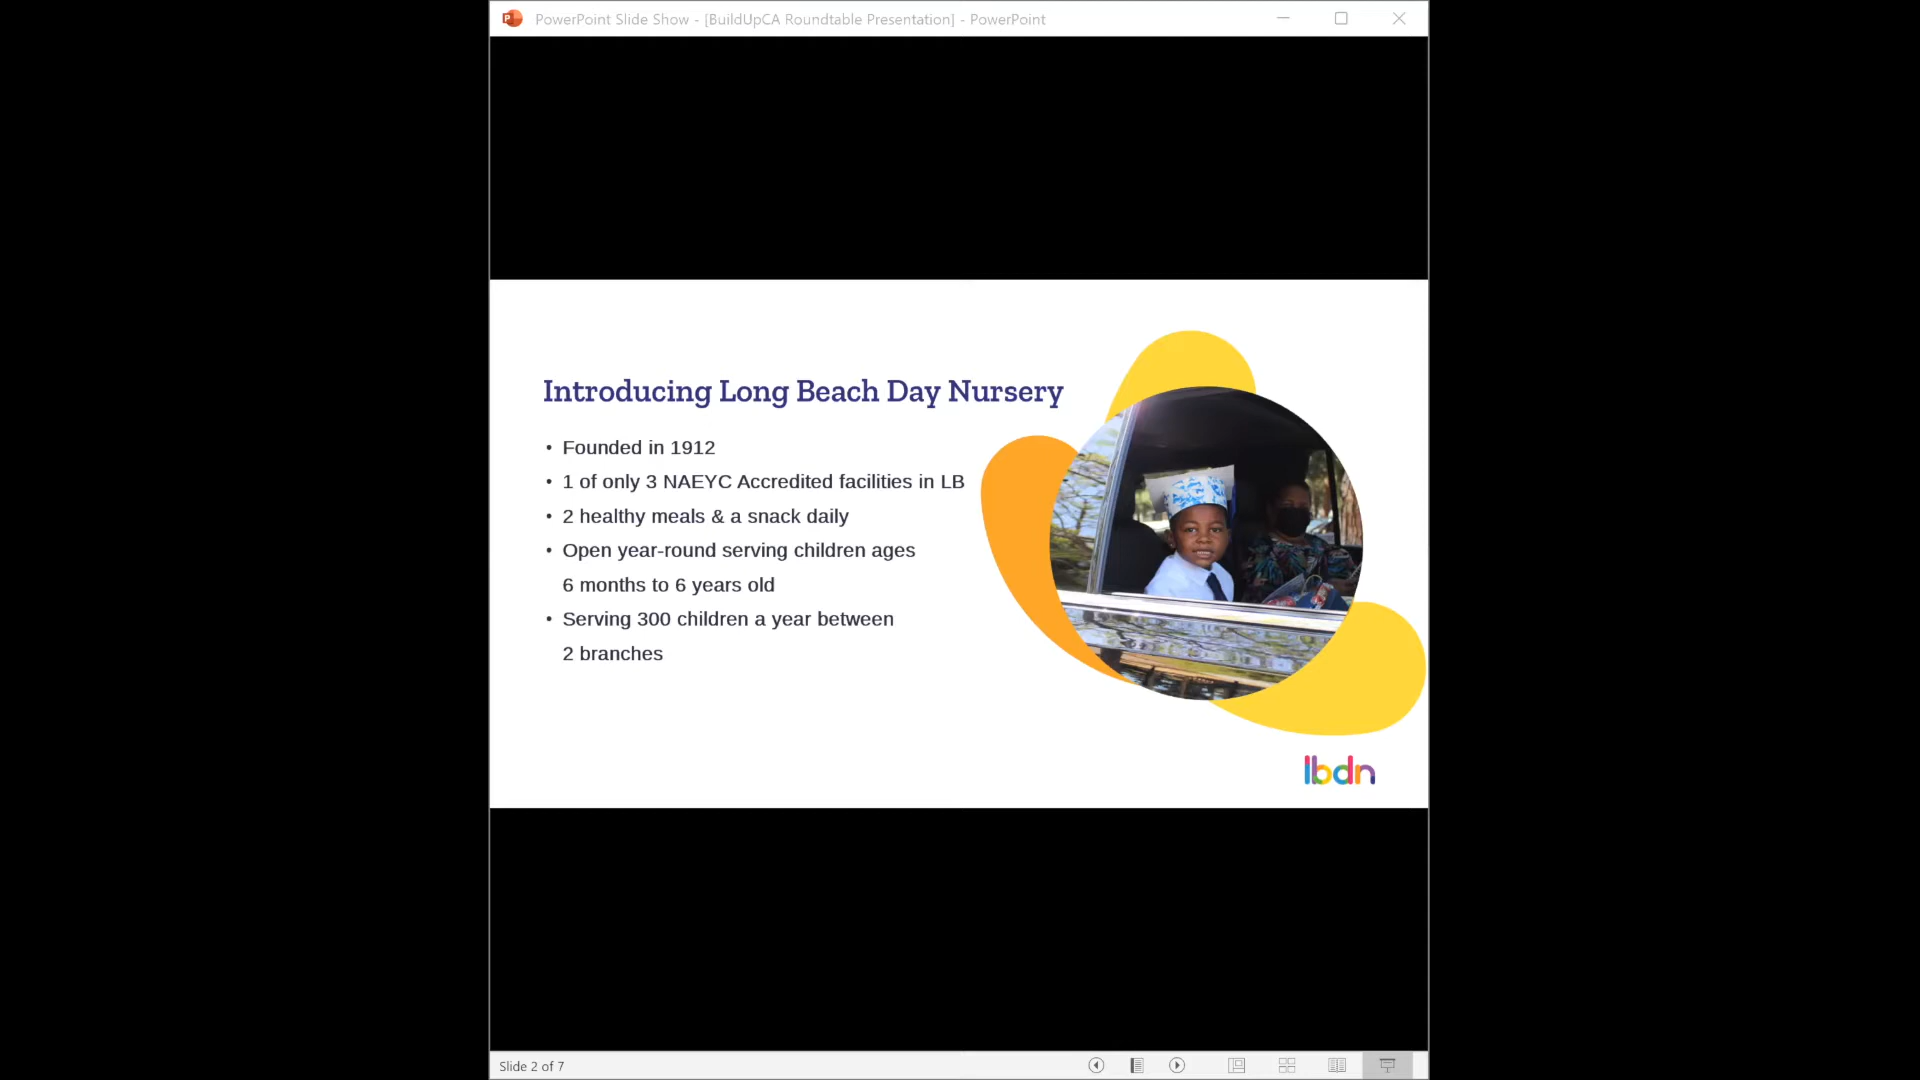 PowerPoint Slide Show - [BuildUpCA Roundtable Presentation] - PowerPoint
Introducing Long Beach Day Nursery
• Founded in 1912
• 1 of only 3 NAEYC Accredited facilities in LB
• 2 healthy meals & a snack daily
• Open year-round serving children ages
6 months to 6 years old
• Serving 300 children a year between
2 branches
lbdn
Slide 2 of 7